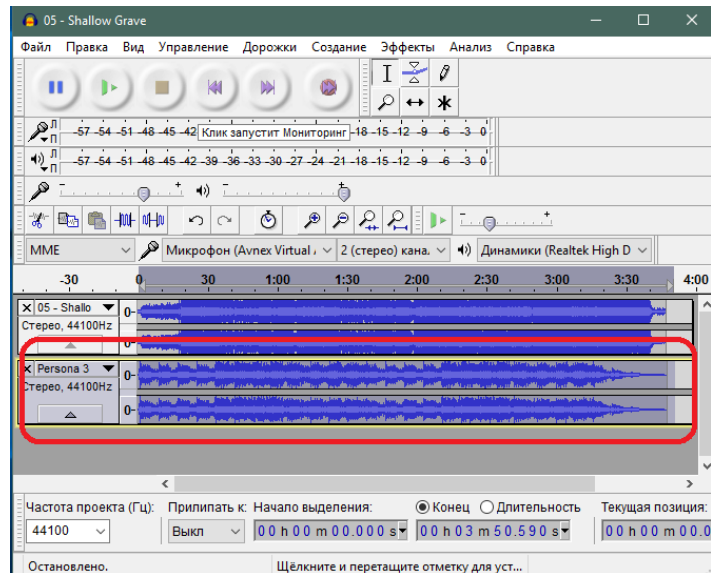 05 - Shallow Grave
Файл Правка Вид Управление Дорожки Создание Эффекты Анализ Справка
Л П -57 -54 -51 -48 -45 -42 Клик запустит Мониторинг -18 -15 -12 -9 -6 -3 0
Л П -57 -54 -51 -48 -45 -42 -39 -36 -33 -30 -27 -24 -21 -18 -15 -12 -9 -6 -3 0
- + - +
- +
MME Микрофон (Avnex Virtual 2 (стерео) кана. Динамики (Realtek High D
-30 0 30 1:00 1:30 2:00 2:30 3:00 3:30 4:00
X 05 - Shallo 0-
Стерео, 44100Hz
0-
X Persona 3 0-
Стерео, 44100Hz
0-
Частота проекта (Гц): Прилипать к: Начало выделения: Конец Длительность Текущая позиция:
44100 Выкл 00 h 00 m 00.000 s 00 h 03 m 50.590 s 00 h 00 m 00.0
Остановлено. Щёлкните и перетащите отметку для уст...